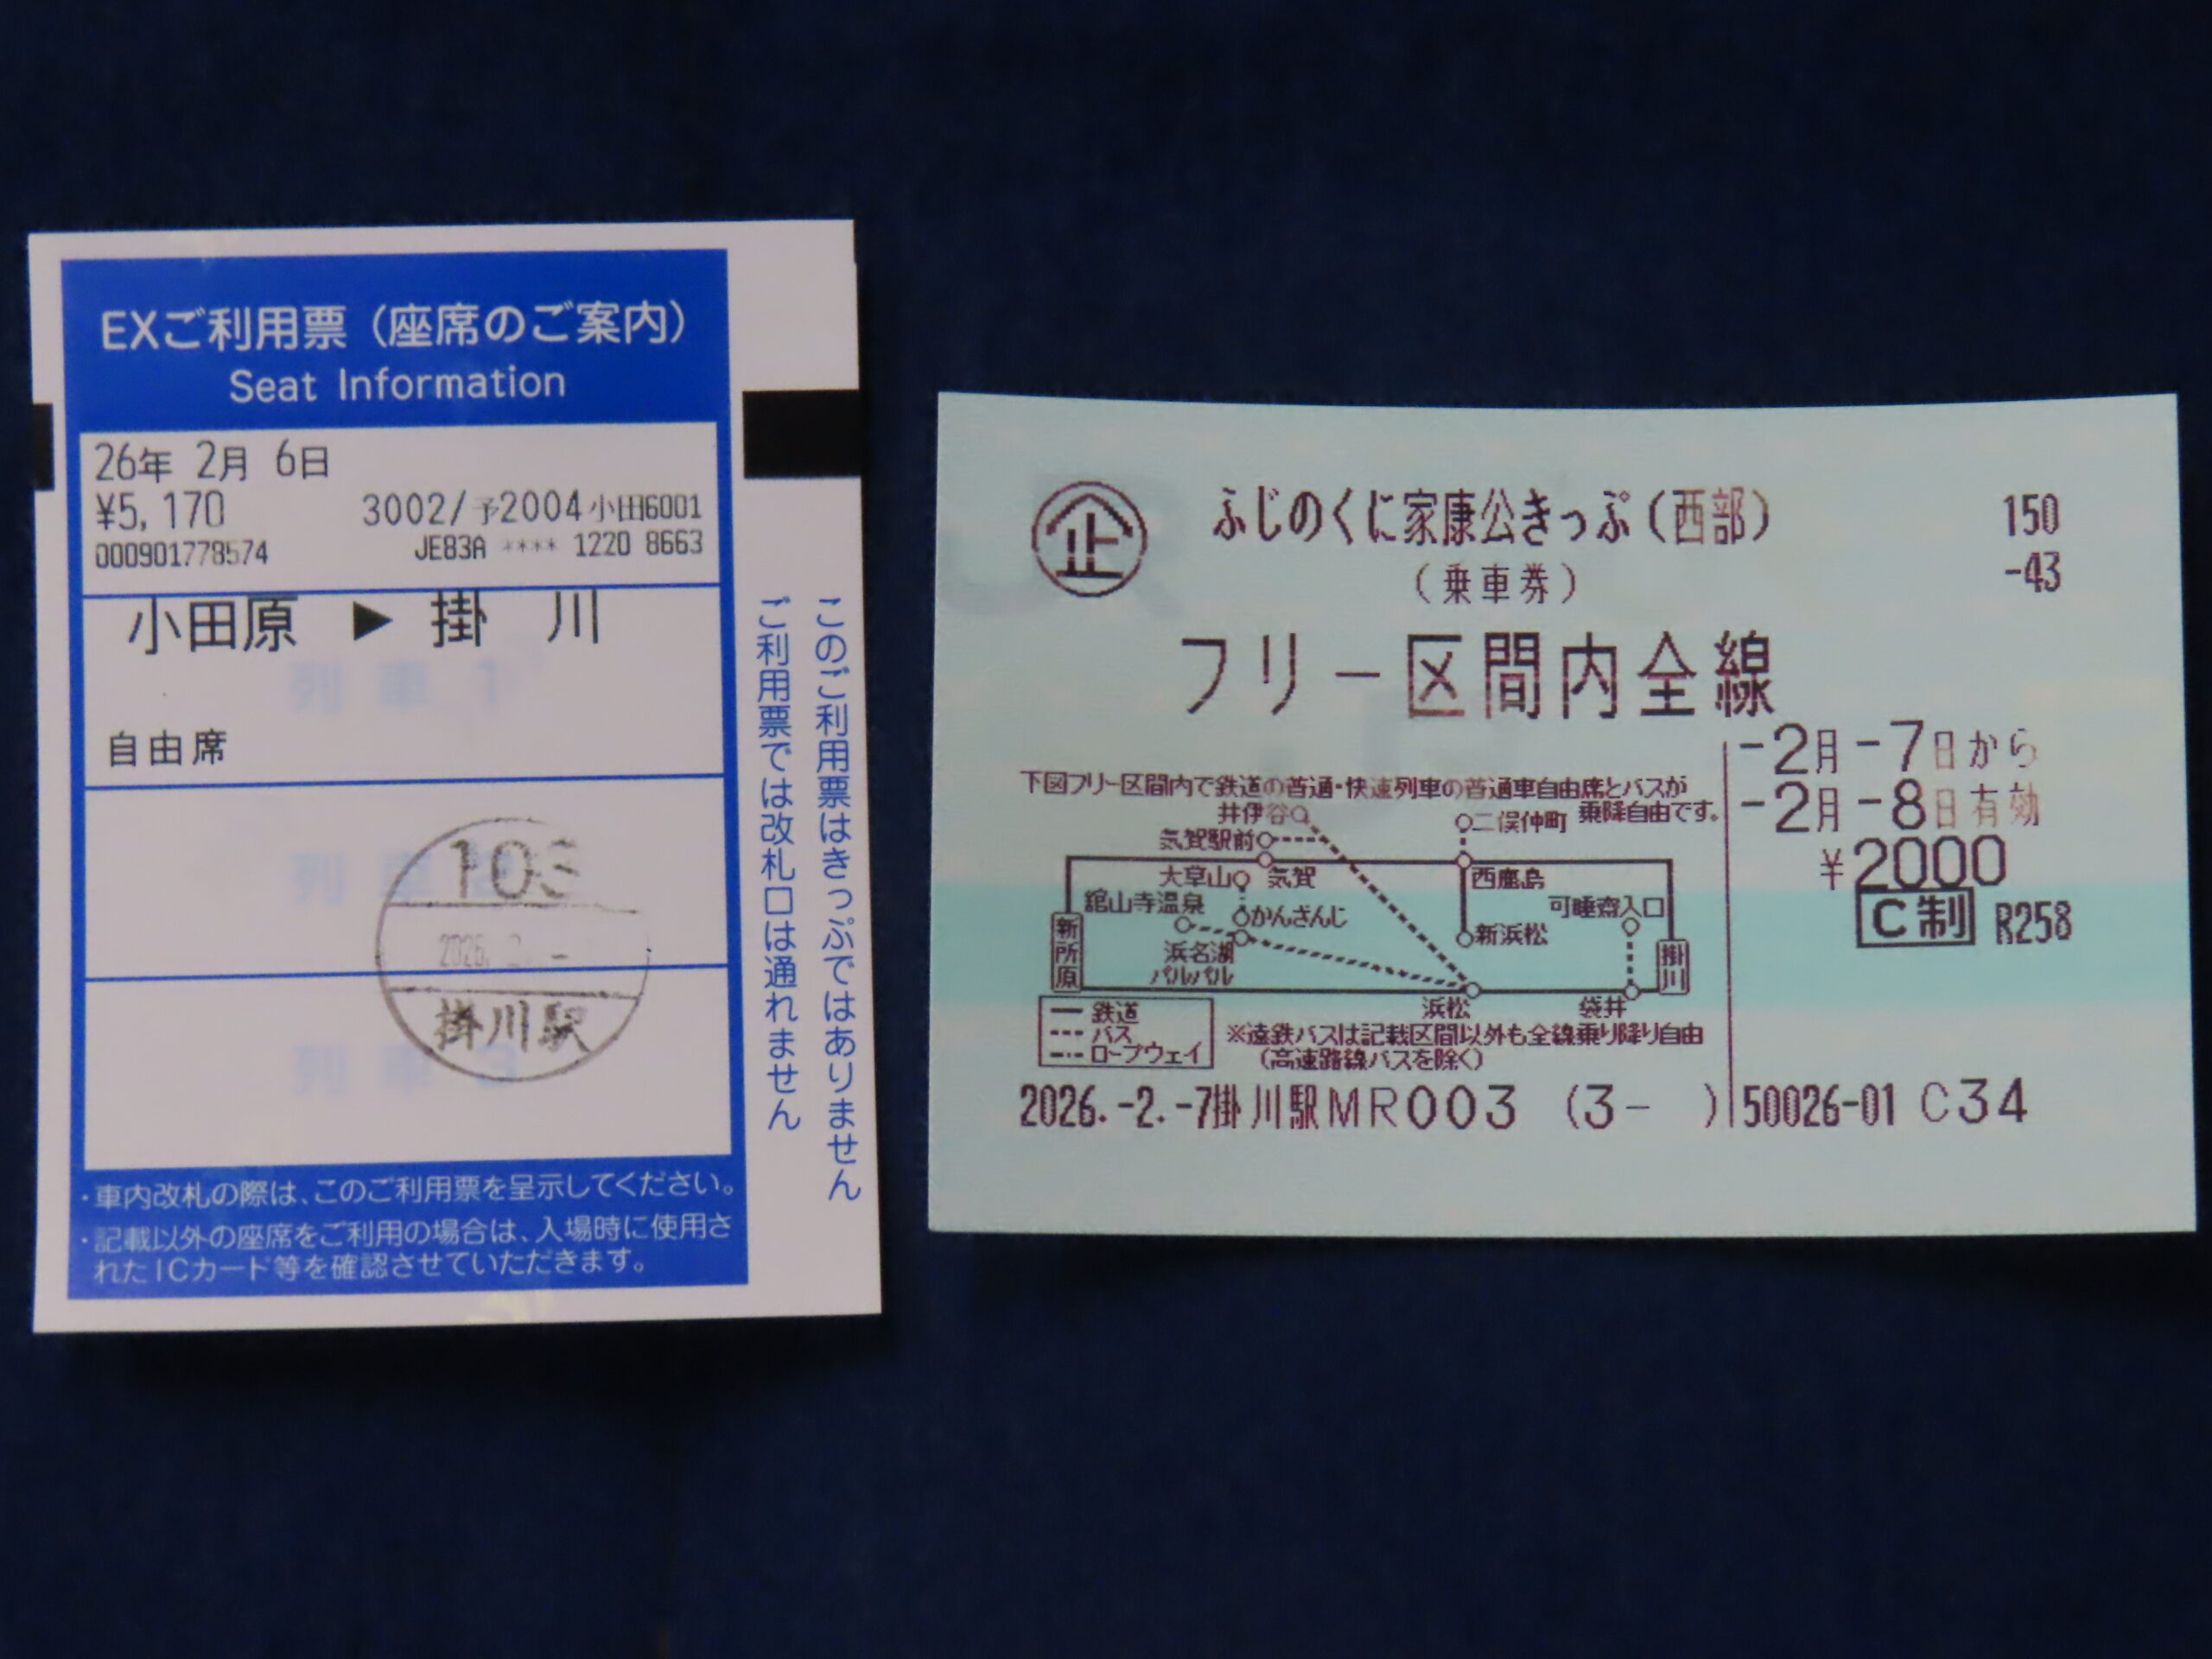 EXご利用票（座席のご案内）
Seat Information
26年 2月 6日
¥5,170 3002/予2004小田6001
000901778574 JE83A **** 1220 8663
小田原 ▶ 掛 川
列車1
自由席
列車
103
2026.
掛川駅
列車3
・車内改札の際は、このご利用票を呈示してください。
・記載以外の座席をご利用の場合は、入場時に使用さ
れたICカード等を確認させていただきます。
このご利用票はきっぷではありません
ご利用票では改札口は通れません
企 ふじのくに家康公きっぷ（西部） 150
（乗車券） -43
フリー区間内全線
-2月-7日から
-2月-8日有効
¥2000
C制 R258
下図フリー区間内で鉄道の普通・快速列車の普通車自由席とバスが
乗降自由です。
井伊谷
二俣仲町
気賀駅前
大草山
気賀
西鹿島
舘山寺温泉
かんざんじ
可睡齋入口
新所原
浜名湖
パルパル
新浜松
掛川
浜松
袋井
鉄道
バス
ロープウェイ
※遠鉄バスは記載区間以外も全線乗り降り自由
（高速路線バスを除く）
2026.-2.-7掛川駅MR003 (3- ) 50026-01 C34